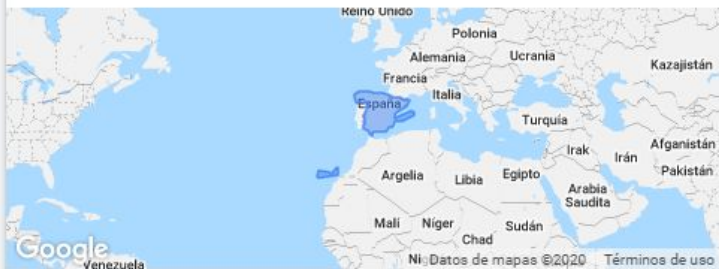 Reino Unido
Polonia
Alemania
Ucrania
Kazajistán
Francia
España
Italia
Turquía
Afganistán
Irak
Irán
Pakistán
Argelia
Libia
Egipto
Arabia
Saudita
Malí
Níger
Sudán
Chad
Google
Venezuela
Ni
Datos de mapas ©2020
Términos de uso